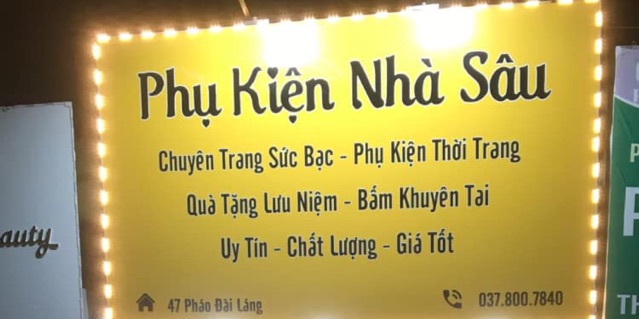 Phụ Kiện Nhà Sâu
Chuyên Trang Sức Bạc - Phụ Kiện Thời Trang
Quà Tặng Lưu Niệm - Bấm Khuyên Tai
Uy Tín - Chất Lượng - Giá Tốt
47 Pháo Đài Láng
037.800.7840
auty
P
TH